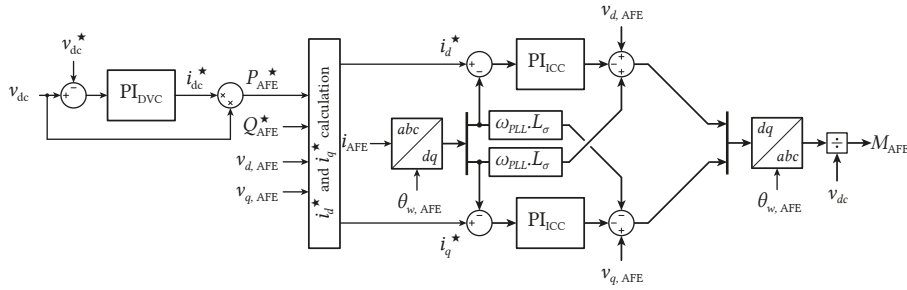 v_d, AFE
v_dc^★
i_d^★
+ −
PI_ICC
− + +
v_dc
+ −
PI_DVC
i_dc^★
× ×
P_AFE^★
Q_AFE^★
v_d, AFE
v_q, AFE
i_d^★ and i_q^★ calculation
i_AFE
abc
dq
θ_w, AFE
ω_PLL.L_σ
ω_PLL.L_σ
dq
abc
θ_w, AFE
÷
v_dc
M_AFE
i_q^★
+ −
PI_ICC
− − +
v_q, AFE